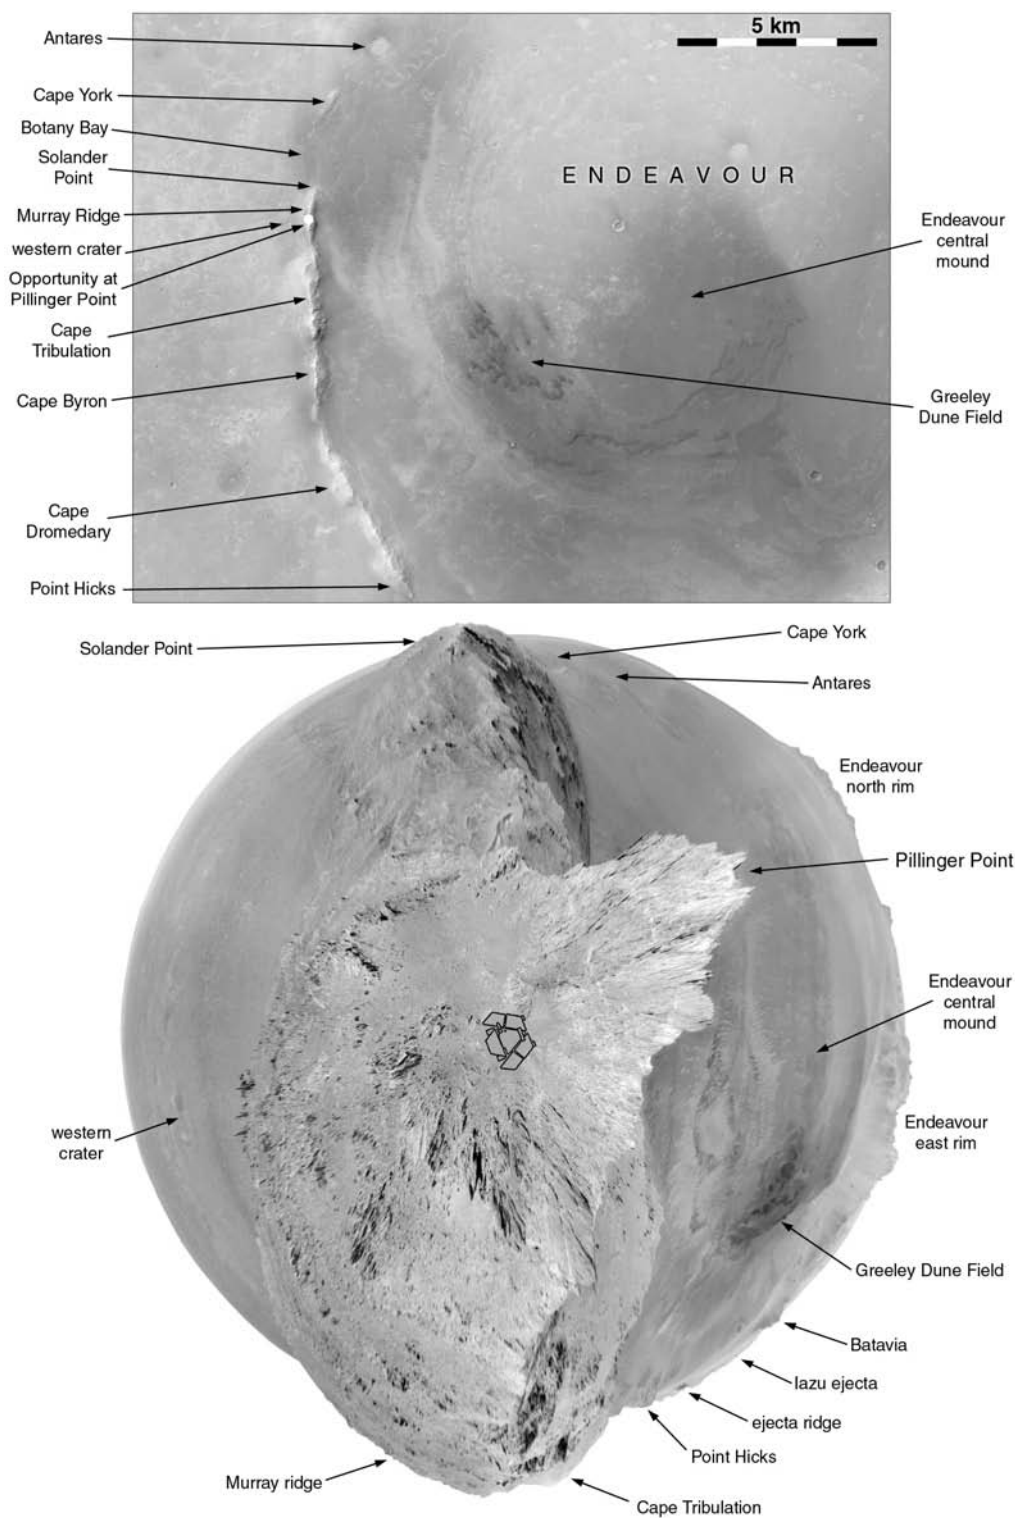 5 km
Antares
Cape York
Botany Bay
Solander
Point
Murray Ridge
western crater
Opportunity at
Pillinger Point
Cape
Tribulation
Cape Byron
Cape
Dromedary
Point Hicks
ENDEAVOUR
Endeavour
central
mound
Greeley
Dune Field
Solander Point
Cape York
Antares
Endeavour
north rim
Pillinger Point
Endeavour
central
mound
western
crater
Endeavour
east rim
Greeley Dune Field
Batavia
Iazu ejecta
ejecta ridge
Point Hicks
Murray ridge
Cape Tribulation